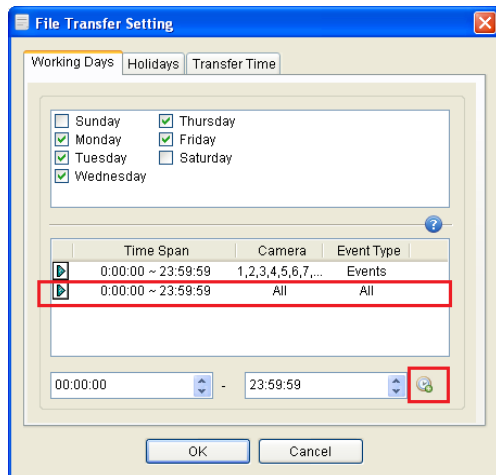 File Transfer Setting
Working Days Holidays Transfer Time
Sunday Thursday
Monday Friday
Tuesday Saturday
Wednesday
?
Time Span Camera Event Type
0:00:00 ~ 23:59:59 1,2,3,4,5,6,7,... Events
0:00:00 ~ 23:59:59 All All
00:00:00 - 23:59:59
OK Cancel